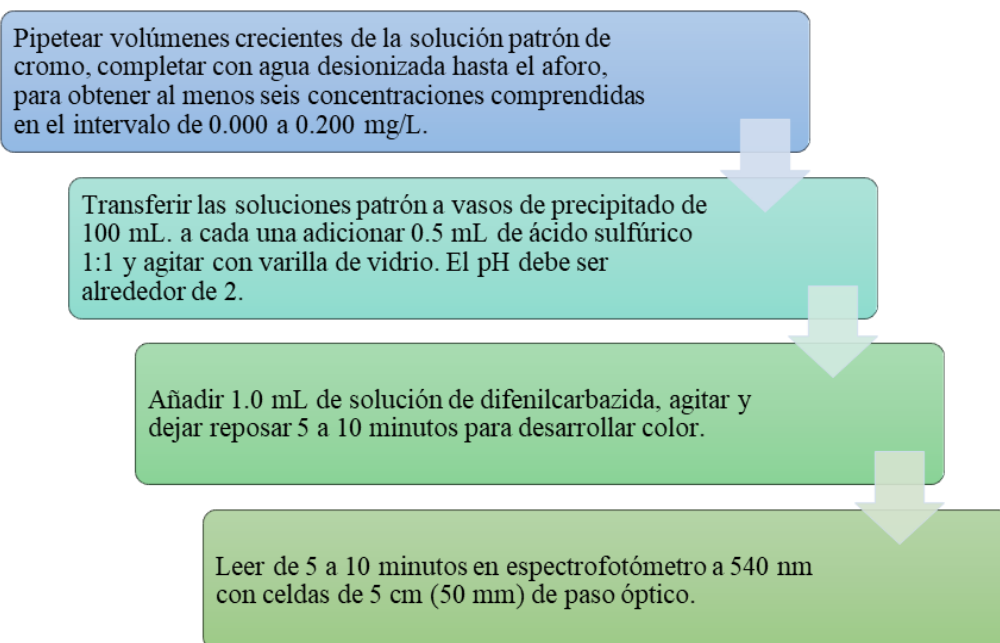 Pipetear volúmenes crecientes de la solución patrón de
cromo, completar con agua desionizada hasta el aforo,
para obtener al menos seis concentraciones comprendidas
en el intervalo de 0.000 a 0.200 mg/L.
Transferir las soluciones patrón a vasos de precipitado de
100 mL. a cada una adicionar 0.5 mL de ácido sulfúrico
1:1 y agitar con varilla de vidrio. El pH debe ser
alrededor de 2.
Añadir 1.0 mL de solución de difenilcarbazida, agitar y
dejar reposar 5 a 10 minutos para desarrollar color.
Leer de 5 a 10 minutos en espectrofotómetro a 540 nm
con celdas de 5 cm (50 mm) de paso óptico.